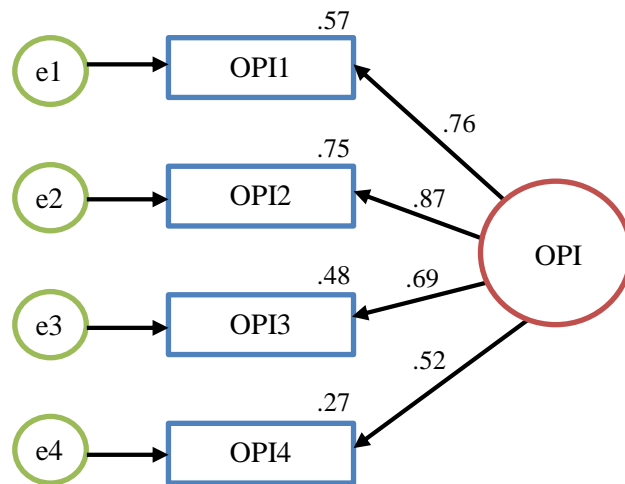 .57
e1
OPI1
.76
.75
e2
OPI2
.87
OPI
.48
e3
OPI3
.69
.52
.27
e4
OPI4